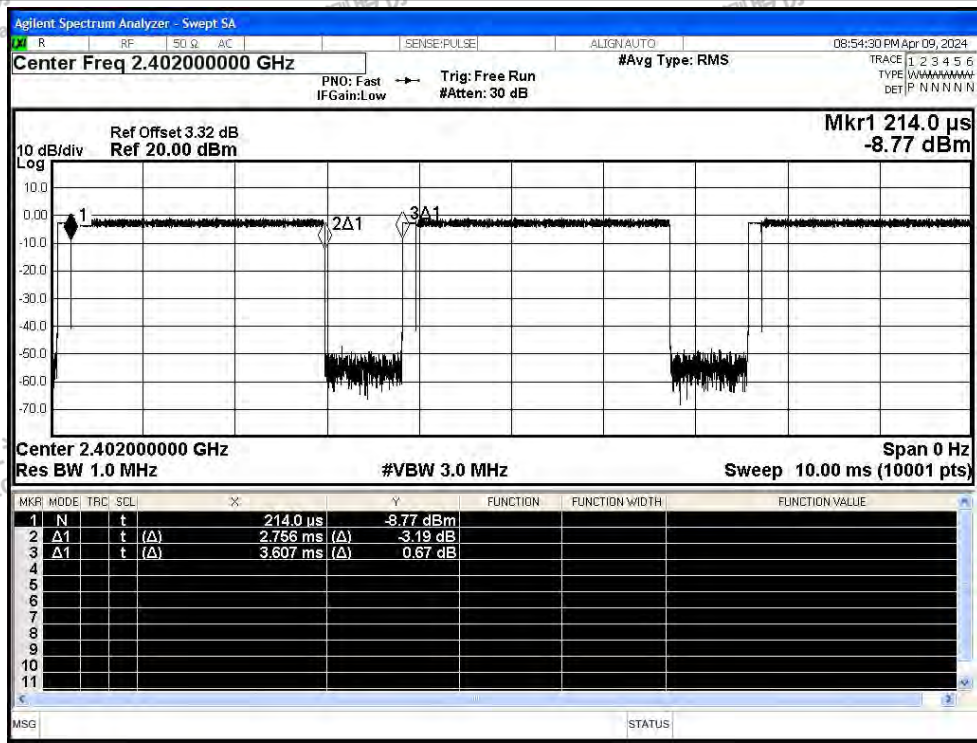 Agilent Spectrum Analyzer - Swept SA
R RF 50 Ω AC SENSE:PULSE ALIGN AUTO 08:54:30 PM Apr 09, 2024
Center Freq 2.402000000 GHz #Avg Type: RMS TRACE 1 2 3 4 5 6
PNO: Fast Trig: Free Run TYPE WWWWWW
IFGain:Low #Atten: 30 dB DET P N N N N N
Mkr1 214.0 µs
Ref Offset 3.32 dB
10 dB/div Ref 20.00 dBm -8.77 dBm
Log
10.0
0.00 1 2Δ1 3Δ1
-10.0
-20.0
-30.0
-40.0
-50.0
-60.0
-70.0
Center 2.402000000 GHz Span 0 Hz
Res BW 1.0 MHz #VBW 3.0 MHz Sweep 10.00 ms (10001 pts)
MKR MODE TRC SCL X Y FUNCTION FUNCTION WIDTH FUNCTION VALUE
1 N t 214.0 µs -8.77 dBm
2 Δ1 t (Δ) 2.756 ms (Δ) -3.19 dB
3 Δ1 t (Δ) 3.607 ms (Δ) 0.67 dB
4
5
6
7
8
9
10
11
MSG STATUS